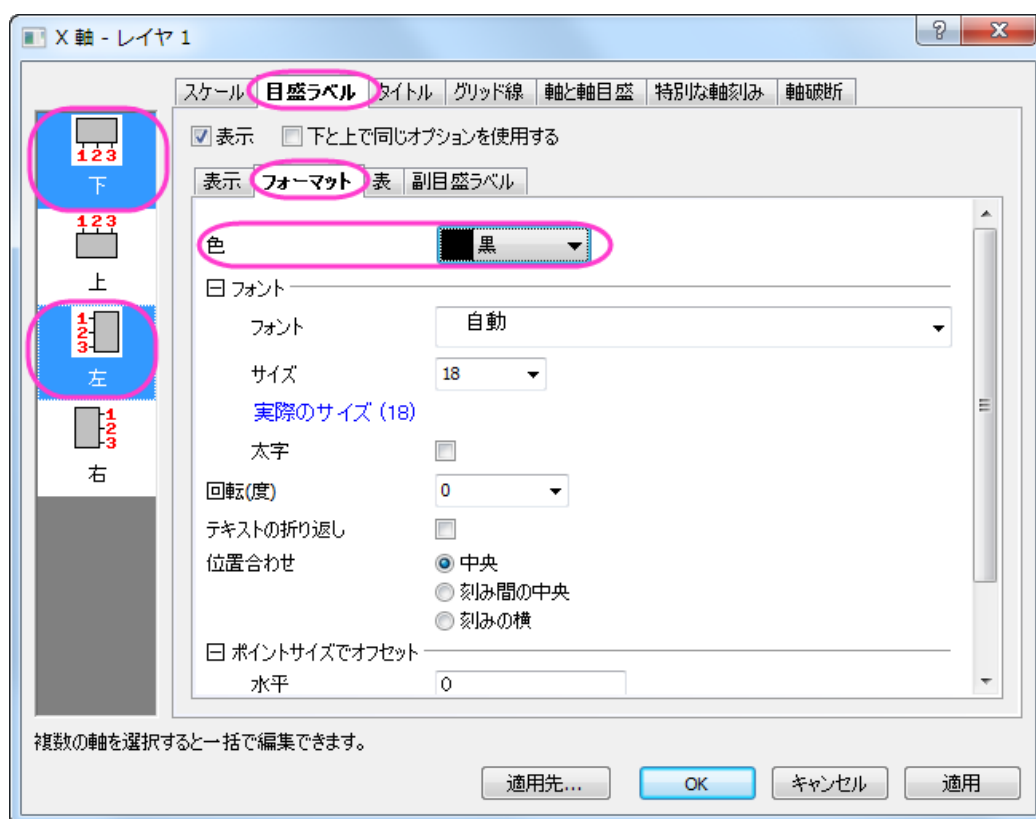 X 軸 - レイヤ 1
? x
スケール 目盛ラベル タイトル グリッド線 軸と軸目盛 特別な軸刻み 軸破断
123
下
123
上
1
2
3
左
1
2
3
右
表示 下と上で同じオプションを使用する
表示 フォーマット 表 副目盛ラベル
色 黒
フォント
フォント 自動
サイズ 18
実際のサイズ (18)
太字
回転(度) 0
テキストの折り返し
位置合わせ 中央
刻み間の中央
刻みの横
ポイントサイズでオフセット
水平 0
複数の軸を選択すると一括で編集できます。
適用先... OK キャンセル 適用